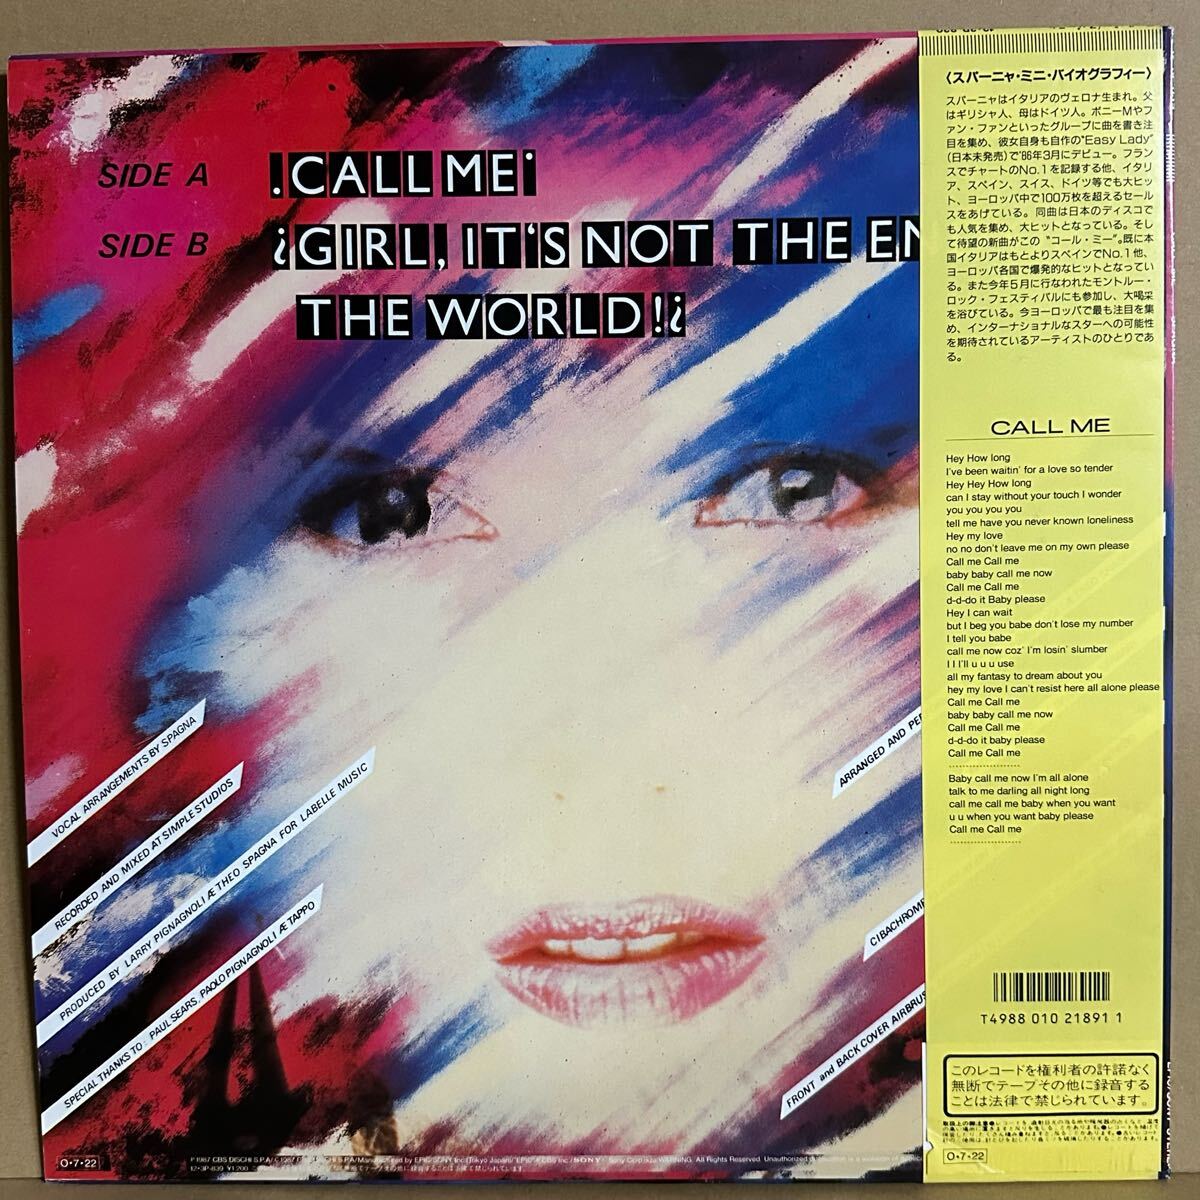 SIDE A
.CALL ME˙
SIDE B
¿GIRL, IT'S NOT THE EN
THE WORLD!¿
VOCAL ARRANGEMENTS BY SPAGNA
RECORDED AND MIXED AT SIMPLE STUDIOS
PRODUCED BY LARRY PIGNAGNOLI Æ THEO SPAGNA FOR LABELLE MUSIC
SPECIAL THANKS TO : PAUL SEARS, PAOLO PIGNAGNOLI Æ TAPPO
ARRANGED AND PER
CIBACHROME
FRONT and BACK COVER AIRBRUS
O・7・22
12・3P-839 ¥1,200
〈スパーニャ・ミニ・バイオグラフィー〉
スパーニャはイタリアのヴェロナ生まれ。父
はギリシャ人、母はドイツ人。ボニーMやフ
ァン・ファンといったグループに曲を書き注
目を集め、彼女自身も自作の“Easy Lady”
(日本未発売)で'86年3月にデビュー。フラン
スでチャートのNo.1を記録する他、イタリ
ア、スペイン、スイス、ドイツ等でも大ヒッ
ト、ヨーロッパ中で100万枚を超えるセール
スをあげている。同曲は日本のディスコで
も人気を集め、大ヒットとなっている。そし
て待望の新曲がこの“コール・ミー”。既に本
国イタリアはもとよりスペインでNo.1他、
ヨーロッパ各国で爆発的なヒットとなってい
る。また今年5月に行なわれたモントルー・
ロック・フェスティバルにも参加し、大喝采
を浴びている。今ヨーロッパで最も注目を集
め、インターナショナルなスターへの可能性
を期待されているアーティストのひとりであ
る。
CALL ME
Hey How long
I've been waitin' for a love so tender
Hey Hey How long
can I stay without your touch I wonder
you you you you
tell me have you never known loneliness
Hey my love
no no don't leave me on my own please
Call me Call me
baby baby call me now
Call me Call me
d-d-do it Baby please
Hey I can wait
but I beg you babe don't lose my number
I tell you babe
call me now coz' I'm losin' slumber
I I I'll u u u use
all my fantasy to dream about you
hey my love I can't resist here all alone please
Call me Call me
baby baby call me now
Call me Call me
d-d-do it baby please
Call me Call me
Baby call me now I'm all alone
talk to me darling all night long
call me call me baby when you want
u u when you want baby please
Call me Call me
T4988 010 21891 1
このレコードを権利者の許諾なく
無断でテープその他に録音する
ことは法律で禁じられています。
O・7・22